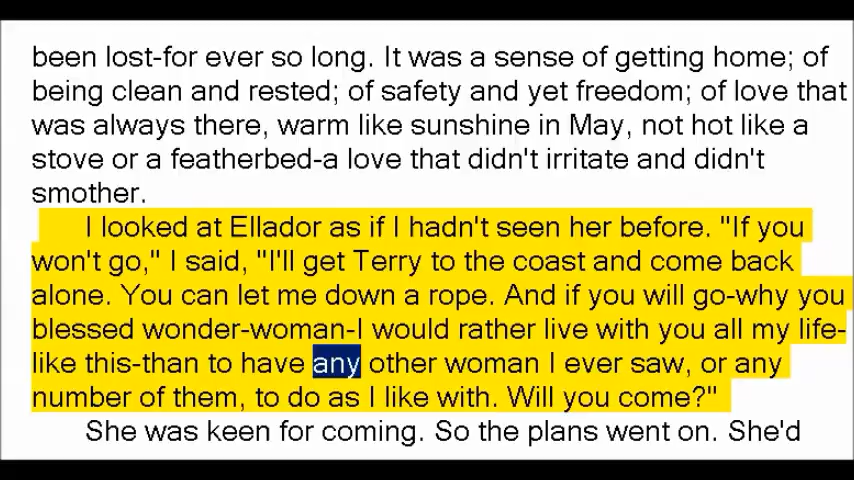 been lost-for ever so long. It was a sense of getting home; of
being clean and rested; of safety and yet freedom; of love that
was always there, warm like sunshine in May, not hot like a
stove or a featherbed-a love that didn't irritate and didn't
smother.
I looked at Ellador as if I hadn't seen her before. "If you
won't go," I said, "I'll get Terry to the coast and come back
alone. You can let me down a rope. And if you will go-why you
blessed wonder-woman-I would rather live with you all my life-
like this-than to have any other woman I ever saw, or any
number of them, to do as I like with. Will you come?"
She was keen for coming. So the plans went on. She'd